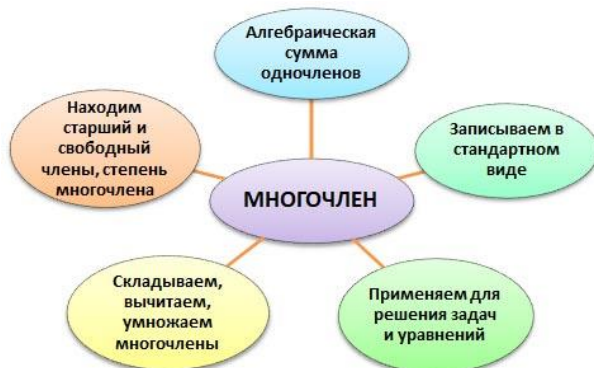 Алгебраическая
сумма
одночленов
Находим
старший и
свободный
члены, степень
многочлена
Записываем в
стандартном
виде
МНОГОЧЛЕН
Складываем,
вычитаем,
умножаем
многочлены
Применяем для
решения задач
и уравнений